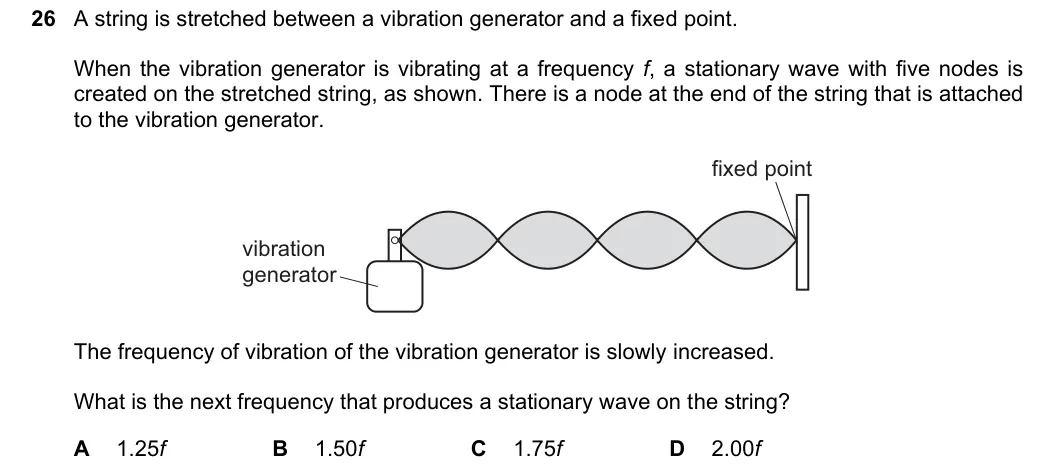 26 A string is stretched between a vibration generator and a fixed point.
When the vibration generator is vibrating at a frequency f, a stationary wave with five nodes is
created on the stretched string, as shown. There is a node at the end of the string that is attached
to the vibration generator.
fixed point
vibration
generator
The frequency of vibration of the vibration generator is slowly increased.
What is the next frequency that produces a stationary wave on the string?
A 1.25f B 1.50f C 1.75f D 2.00f